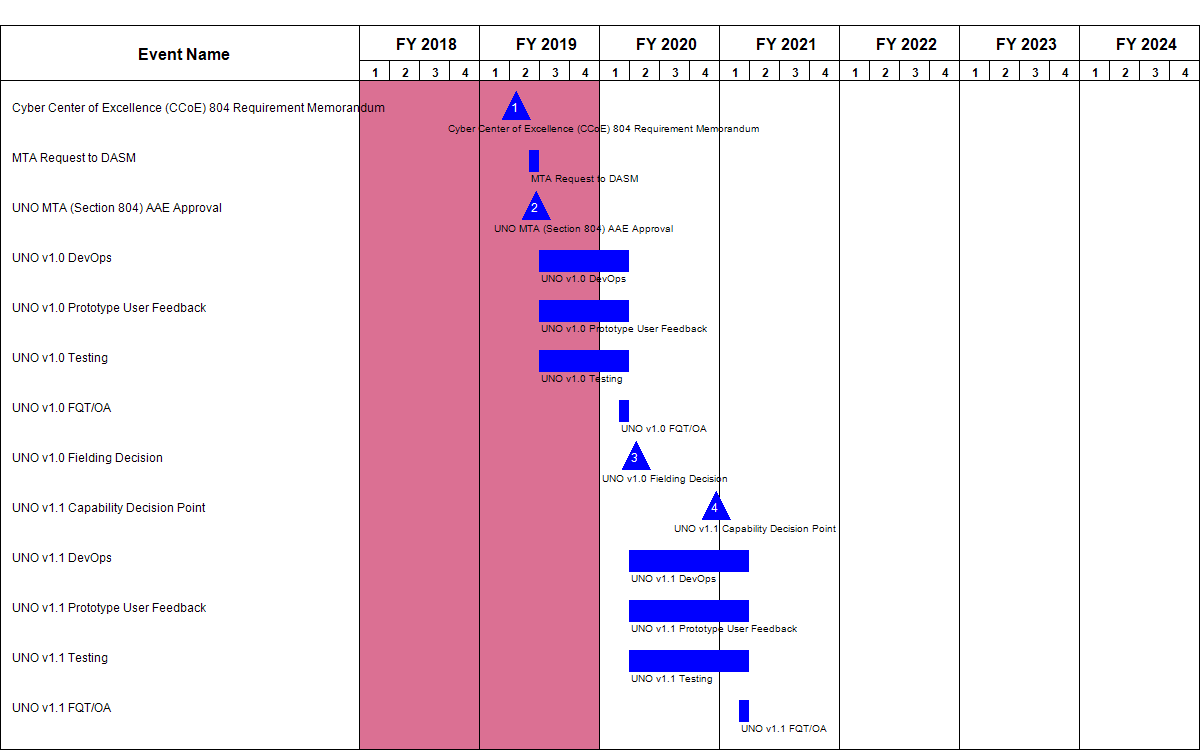 Event Name FY 2018 FY 2019 FY 2020 FY 2021 FY 2022 FY 2023 FY 2024
1 2 3 4 1 2 3 4 1 2 3 4 1 2 3 4 1 2 3 4 1 2 3 4 1 2 3 4
Cyber Center of Excellence (CCoE) 804 Requirement Memorandum 1
Cyber Center of Excellence (CCoE) 804 Requirement Memorandum
MTA Request to DASM
MTA Request to DASM
UNO MTA (Section 804) AAE Approval 2
UNO MTA (Section 804) AAE Approval
UNO v1.0 DevOps
UNO v1.0 DevOps
UNO v1.0 Prototype User Feedback
UNO v1.0 Prototype User Feedback
UNO v1.0 Testing
UNO v1.0 Testing
UNO v1.0 FQT/OA
UNO v1.0 FQT/OA
UNO v1.0 Fielding Decision 3
UNO v1.0 Fielding Decision
UNO v1.1 Capability Decision Point 4
UNO v1.1 Capability Decision Point
UNO v1.1 DevOps
UNO v1.1 DevOps
UNO v1.1 Prototype User Feedback
UNO v1.1 Prototype User Feedback
UNO v1.1 Testing
UNO v1.1 Testing
UNO v1.1 FQT/OA
UNO v1.1 FQT/OA